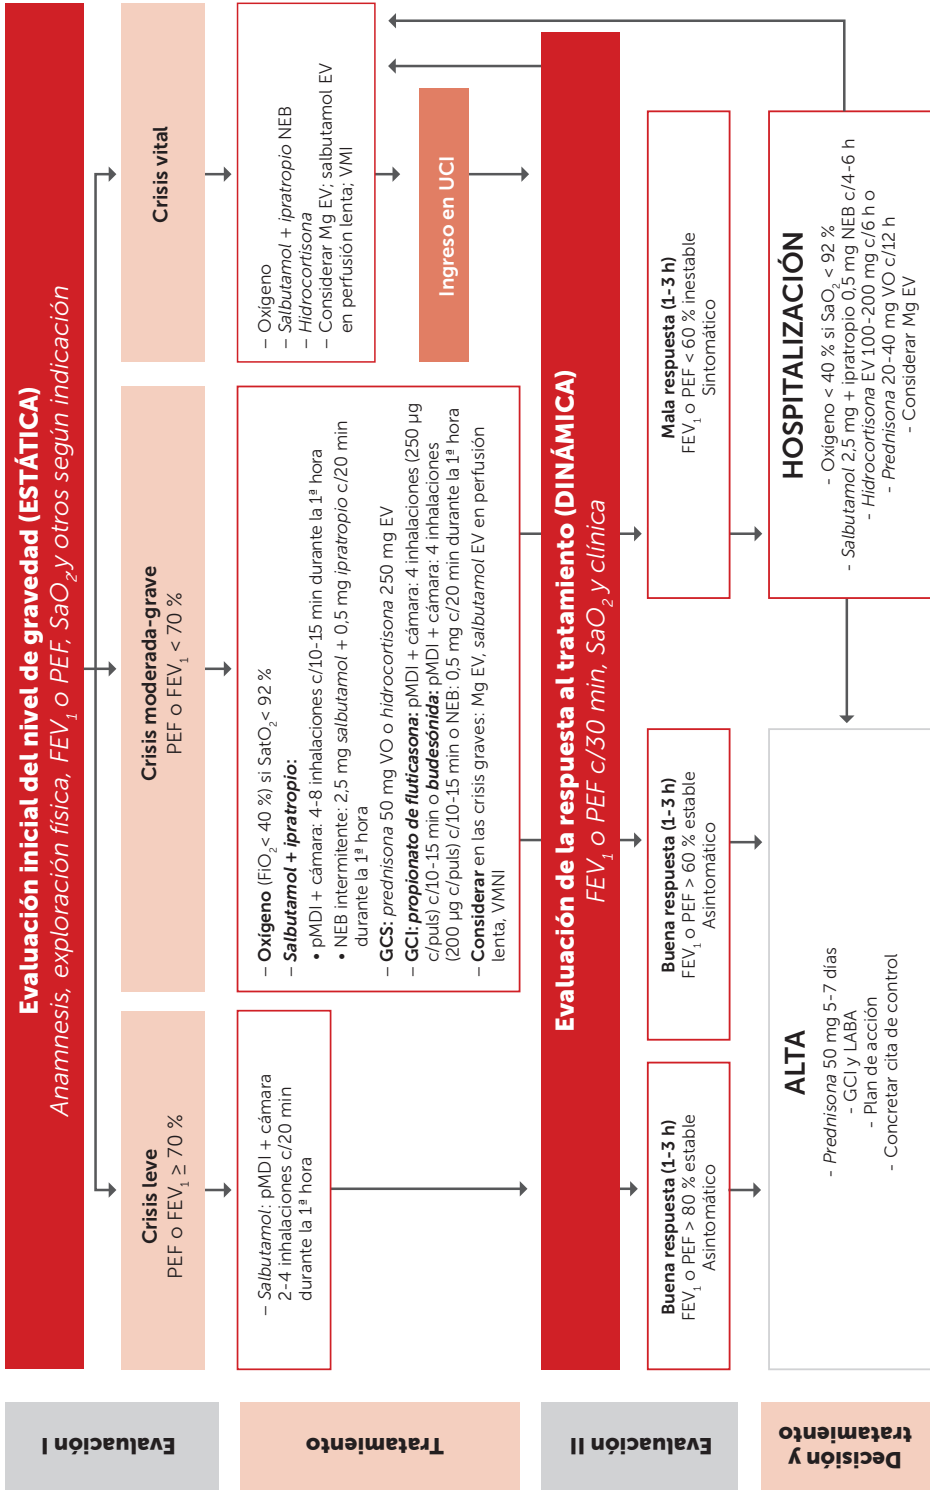 Evaluación I
Evaluación inicial del nivel de gravedad (ESTÁTICA)
Anamnesis, exploración física, FEV₁ o PEF, SaO₂ y otros según indicación
Crisis leve
PEF o FEV₁ ≥ 70 %
Crisis moderada-grave
PEF o FEV₁ < 70 %
Crisis vital
Tratamiento
– Salbutamol: pMDI + cámara
2-4 inhalaciones c/20 min
durante la 1ª hora
– Oxígeno (FiO₂ < 40 %) si SatO₂ < 92 %
– Salbutamol + ipratropio:
• pMDI + cámara: 4-8 inhalaciones c/10-15 min durante la 1ª hora
• NEB intermitente: 2,5 mg salbutamol + 0,5 mg ipratropio c/20 min
durante la 1ª hora
– GCS: prednisona 50 mg VO o hidrocortisona 250 mg EV
– GCI: propionato de fluticasona: pMDI + cámara: 4 inhalaciones (250 µg
c/puls) c/10-15 min o budesónida: pMDI + cámara: 4 inhalaciones
(200 µg c/puls) c/10-15 min o NEB: 0,5 mg c/20 min durante la 1ª hora
– Considerar en las crisis graves: Mg EV, salbutamol EV en perfusión
lenta, VMNI
– Oxígeno
– Salbutamol + ipratropio NEB
– Hidrocortisona
– Considerar Mg EV; salbutamol EV
en perfusión lenta; VMI
Ingreso en UCI
Evaluación II
Evaluación de la respuesta al tratamiento (DINÁMICA)
FEV₁ o PEF c/30 min, SaO₂ y clínica
Buena respuesta (1-3 h)
FEV₁ o PEF > 80 % estable
Asintomático
Buena respuesta (1-3 h)
FEV₁ o PEF > 60 % estable
Asintomático
Mala respuesta (1-3 h)
FEV₁ o PEF < 60 % inestable
Sintomático
Decisión y
tratamiento
ALTA
- Prednisona 50 mg 5-7 días
- GCI y LABA
- Plan de acción
- Concretar cita de control
HOSPITALIZACIÓN
- Oxígeno < 40 % si SaO₂ < 92 %
- Salbutamol 2,5 mg + ipratropio 0,5 mg NEB c/4-6 h
- Hidrocortisona EV 100-200 mg c/6 h o
- Prednisona 20-40 mg VO c/12 h
- Considerar Mg EV